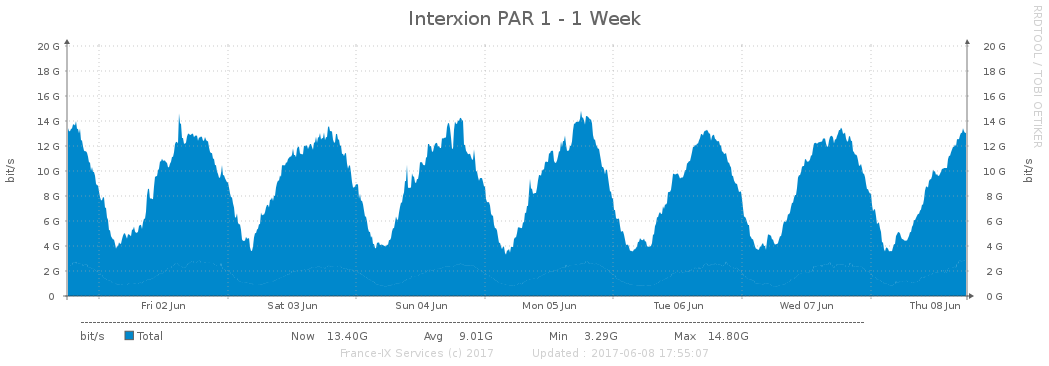 Interxion PAR 1 - 1 Week
RRDTOOL / TOBI OETIKER
bit/s
20 G 20 G
18 G 18 G
16 G 16 G
14 G 14 G
12 G 12 G
10 G 10 G
8 G 8 G
6 G 6 G
4 G 4 G
2 G 2 G
0 0 G
bit/s
Fri 02 Jun Sat 03 Jun Sun 04 Jun Mon 05 Jun Tue 06 Jun Wed 07 Jun Thu 08 Jun
bit/s Total Now 13.40G Avg 9.01G Min 3.29G Max 14.80G
France-IX Services (c) 2017 Updated : 2017-06-08 17:55:07